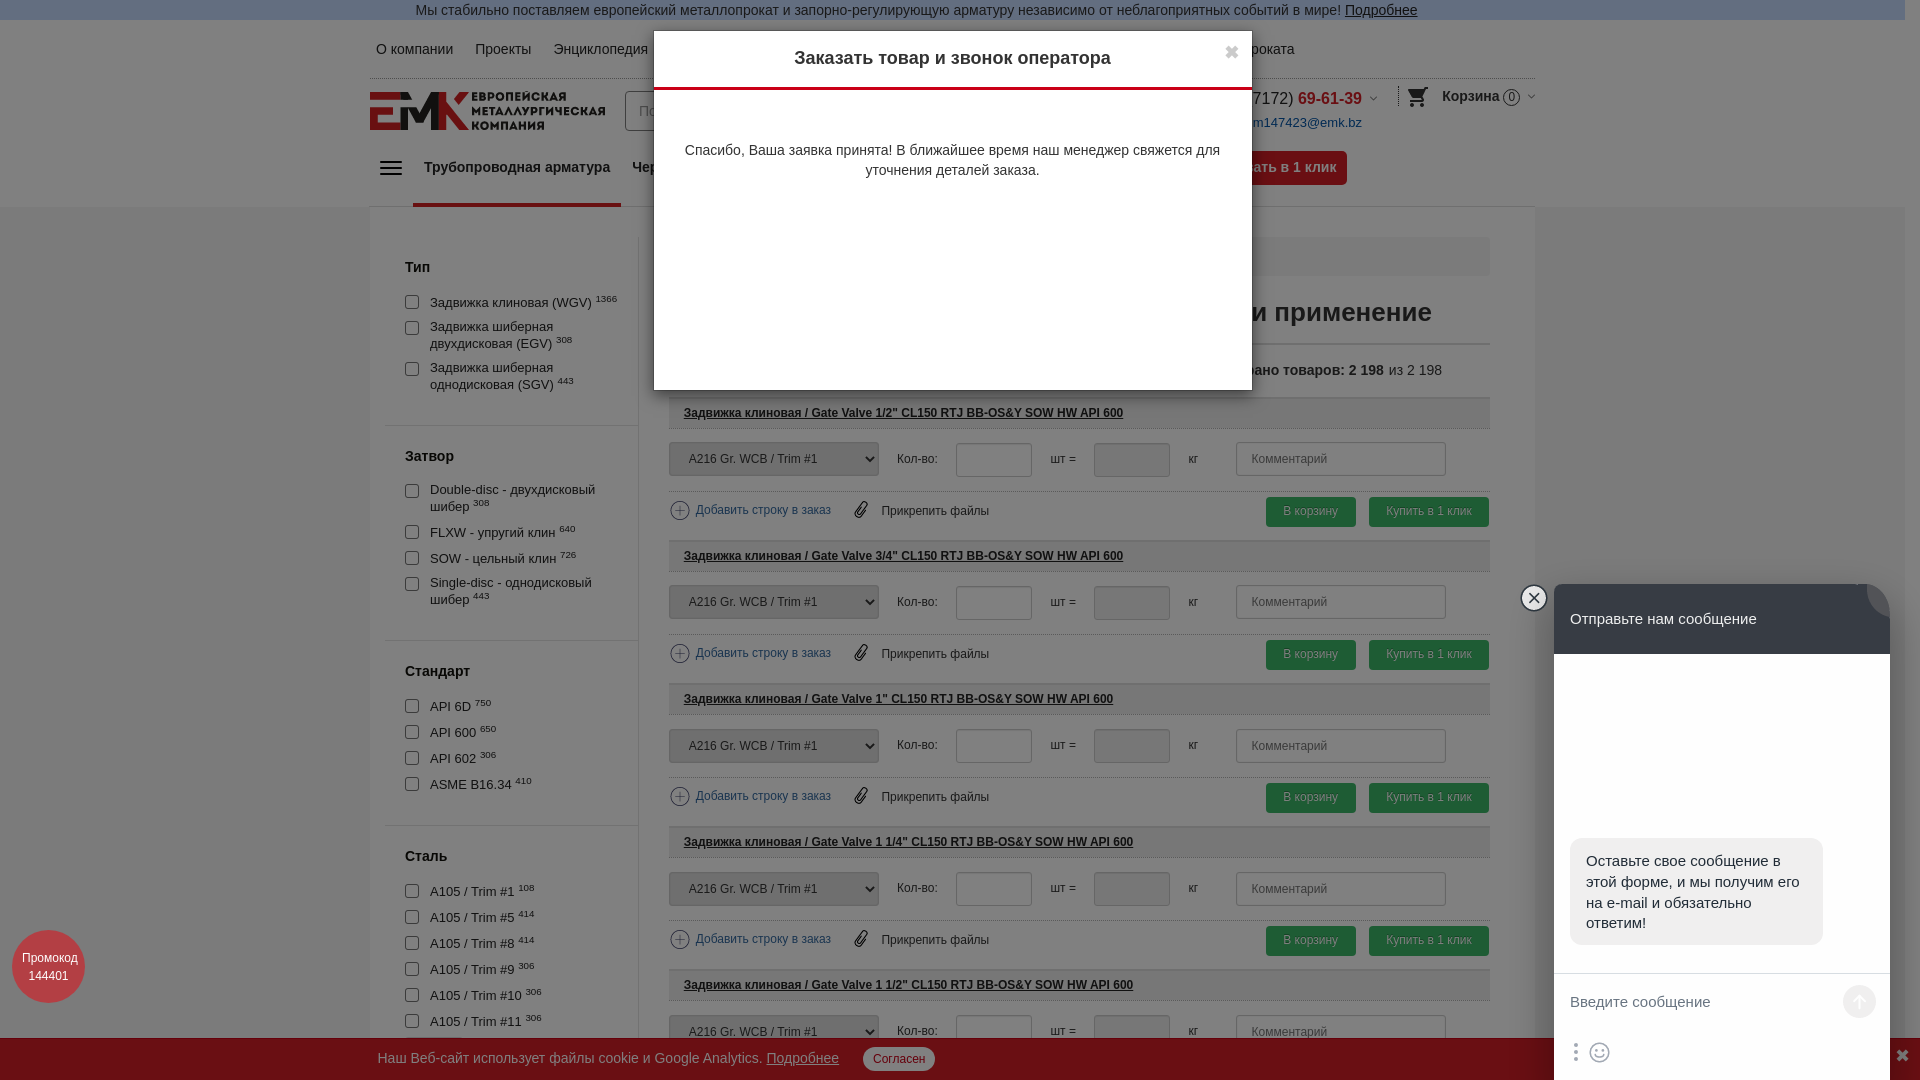 Мы стабильно поставляем европейский металлопрокат и запорно-регулирующую арматуру независимо от неблагоприятных событий в мире! Подробнее
О компании Проекты Энциклопедия
Заказать товар и звонок оператора
✖
ЕМК ЕВРОПЕЙСКАЯ
МЕТАЛЛУРГИЧЕСКАЯ
КОМПАНИЯ
7172) 69-61-39
Корзина 0
m147423@emk.bz
Трубопроводная арматура
ать в 1 клик
Спасибо, Ваша заявка принята! В ближайшее время наш менеджер свяжется для
уточнения деталей заказа.
Тип
Задвижка клиновая (WGV) 1366
Задвижка шиберная
двухдисковая (EGV) 308
Задвижка шиберная
однодисковая (SGV) 443
Затвор
Double-disc - двухдисковый
шибер 308
FLXW - упругий клин 640
SOW - цельный клин 726
Single-disc - однодисковый
шибер 443
Стандарт
API 6D 750
API 600 650
API 602 306
ASME B16.34 410
Сталь
A105 / Trim #1 108
A105 / Trim #5 414
A105 / Trim #8 414
A105 / Trim #9 306
A105 / Trim #10 306
A105 / Trim #11 306
и применение
рано товаров: 2 198 из 2 198
Задвижка клиновая / Gate Valve 1/2" CL150 RTJ BB-OS&Y SOW HW API 600
A216 Gr. WCB / Trim #1 Кол-во: шт = кг Комментарий
Добавить строку в заказ Прикрепить файлы В корзину Купить в 1 клик
Задвижка клиновая / Gate Valve 3/4" CL150 RTJ BB-OS&Y SOW HW API 600
A216 Gr. WCB / Trim #1 Кол-во: шт = кг Комментарий
Добавить строку в заказ Прикрепить файлы В корзину Купить в 1 клик
Задвижка клиновая / Gate Valve 1" CL150 RTJ BB-OS&Y SOW HW API 600
A216 Gr. WCB / Trim #1 Кол-во: шт = кг Комментарий
Добавить строку в заказ Прикрепить файлы В корзину Купить в 1 клик
Задвижка клиновая / Gate Valve 1 1/4" CL150 RTJ BB-OS&Y SOW HW API 600
A216 Gr. WCB / Trim #1 Кол-во: шт = кг Комментарий
Добавить строку в заказ Прикрепить файлы В корзину Купить в 1 клик
Задвижка клиновая / Gate Valve 1 1/2" CL150 RTJ BB-OS&Y SOW HW API 600
A216 Gr. WCB / Trim #1 Кол-во: шт = кг Комментарий
Промокод
144401
Отправьте нам сообщение
Оставьте свое сообщение в
этой форме, и мы получим его
на e-mail и обязательно
ответим!
Введите сообщение
Наш Веб-сайт использует файлы cookie и Google Analytics. Подробнее Согласен ✖